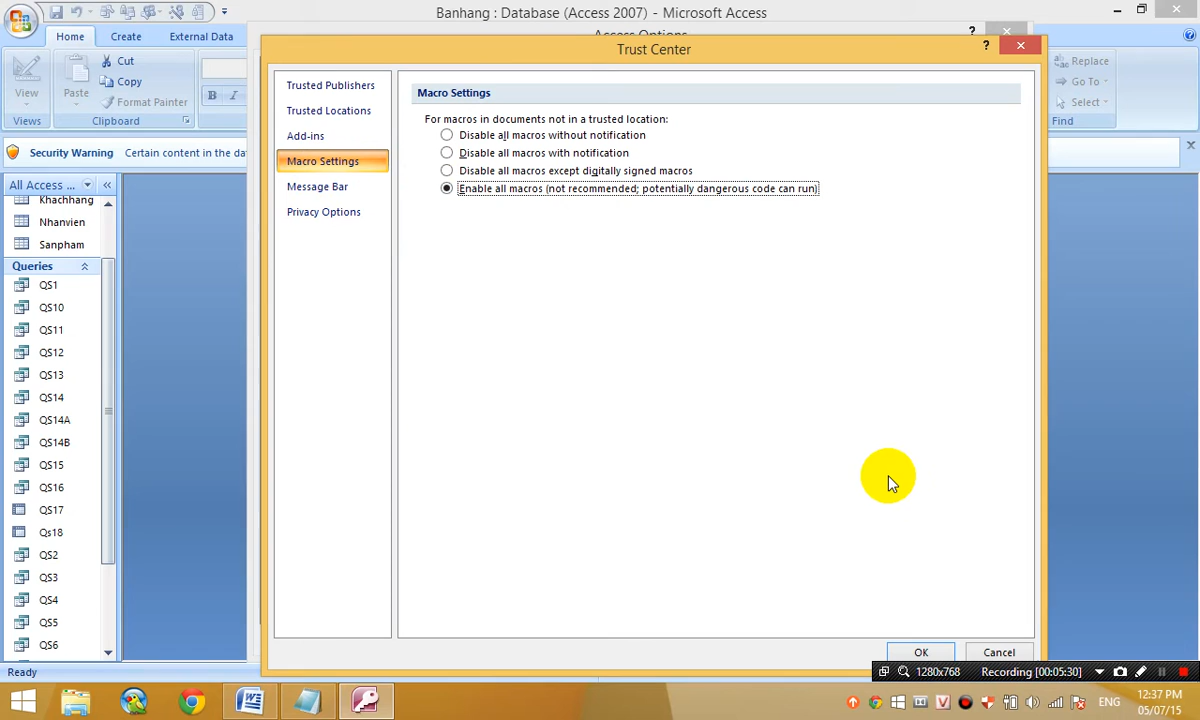 Banhang : Database (Access 2007) - Microsoft Access
Home
Create
External Data
Access Options
Trust Center
View
Views
Paste
Cut
Copy
Format Painter
Clipboard
B I
Replace
Go To
Select
Find
Security Warning Certain content in the da
All Access ...
Khachhang
Nhanvien
Sanpham
Queries
QS1
QS10
QS11
QS12
QS13
QS14
QS14A
QS14B
QS15
QS16
QS17
Qs18
QS2
QS3
QS4
QS5
QS6
Trusted Publishers
Trusted Locations
Add-ins
Macro Settings
Message Bar
Privacy Options
Macro Settings
For macros in documents not in a trusted location:
Disable all macros without notification
Disable all macros with notification
Disable all macros except digitally signed macros
Enable all macros (not recommended; potentially dangerous code can run)
OK
Cancel
1280x768
Recording [00:05:30]
Ready
ENG
12:37 PM
05/07/15